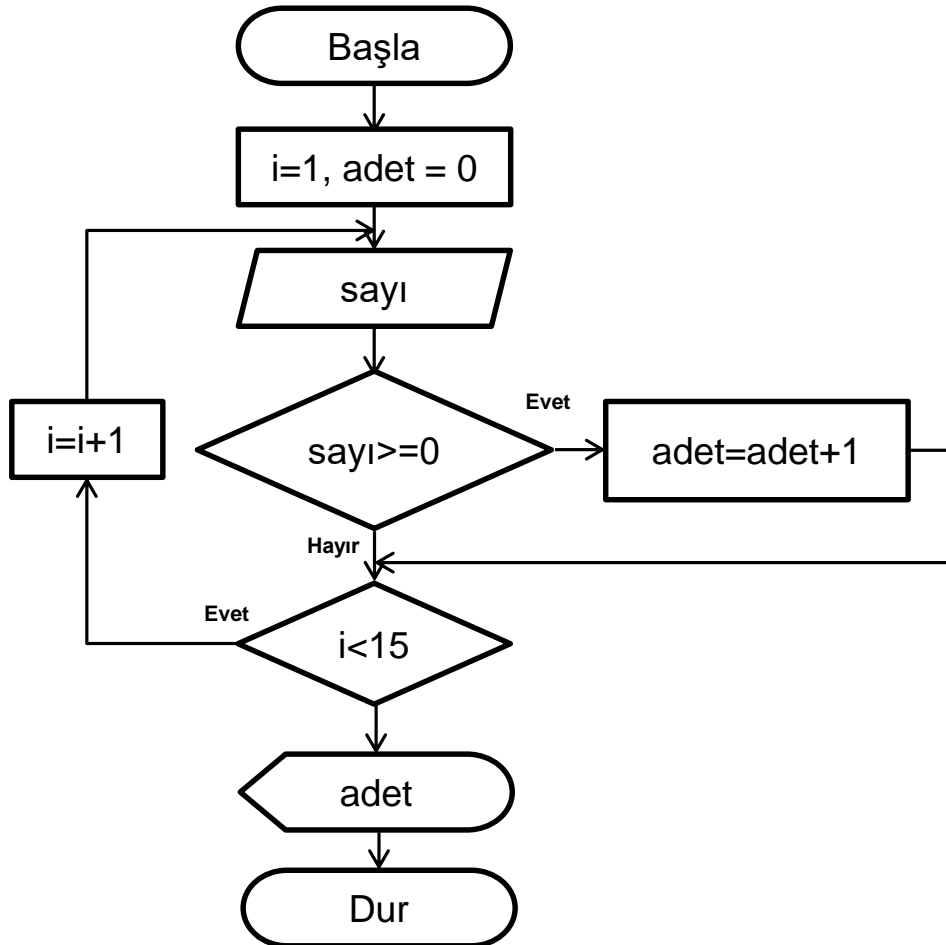 Başla
i=1, adet = 0
sayı
sayı>=0
Evet
adet=adet+1
i=i+1
Hayır
Evet
i<15
adet
Dur